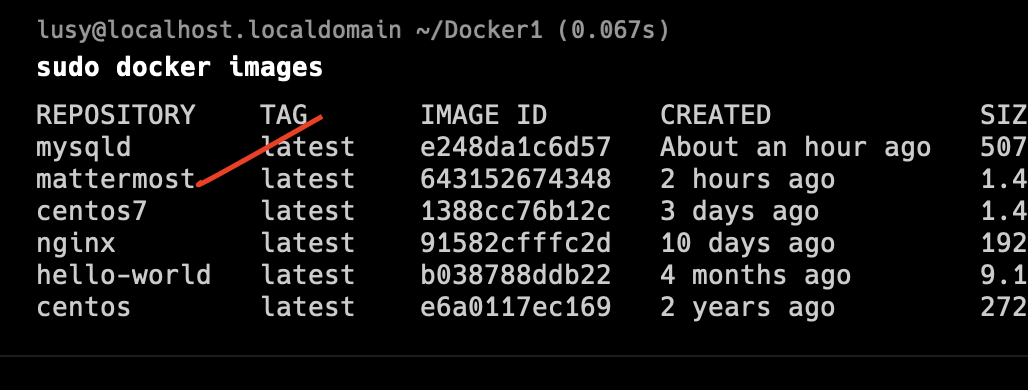 lusy@localhost.localdomain ~/Docker1 (0.067s)
sudo docker images
REPOSITORY TAG IMAGE ID CREATED SIZ
mysqld latest e248da1c6d57 About an hour ago 507
mattermost latest 643152674348 2 hours ago 1.4
centos7 latest 1388cc76b12c 3 days ago 1.4
nginx latest 91582cfffc2d 10 days ago 192
hello-world latest b038788ddb22 4 months ago 9.1
centos latest e6a0117ec169 2 years ago 272